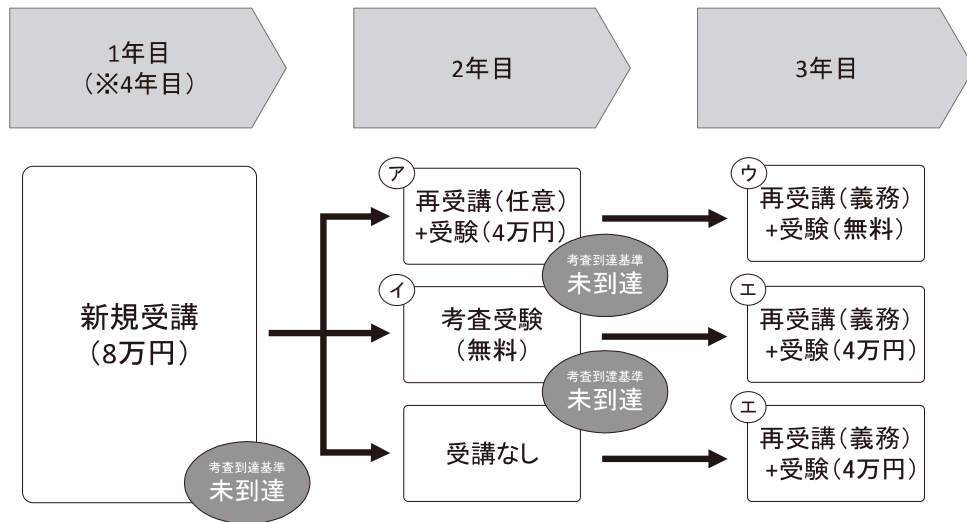 1年目
（※4年目）
2年目
3年目
新規受講
（8万円）
考査到達基準
未到達
ア
再受講（任意）
+受験（4万円）
考査到達基準
未到達
イ
考査受験
（無料）
考査到達基準
未到達
受講なし
ウ
再受講（義務）
+受験（無料）
エ
再受講（義務）
+受験（4万円）
エ
再受講（義務）
+受験（4万円）